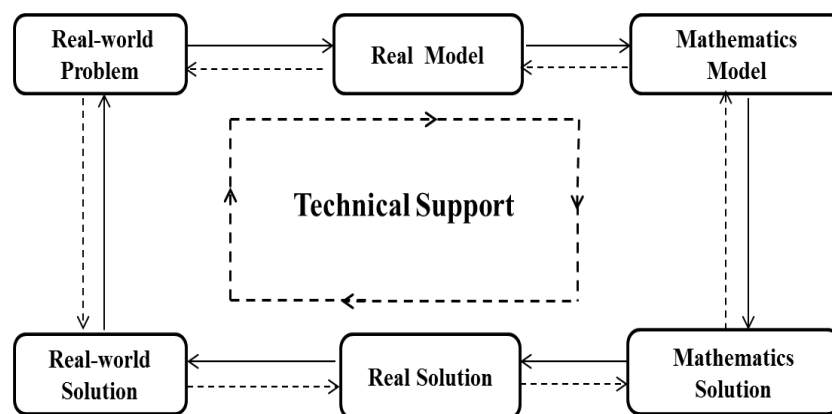 Real-world
Problem
Real Model
Mathematics
Model
Technical Support
Real-world
Solution
Real Solution
Mathematics
Solution